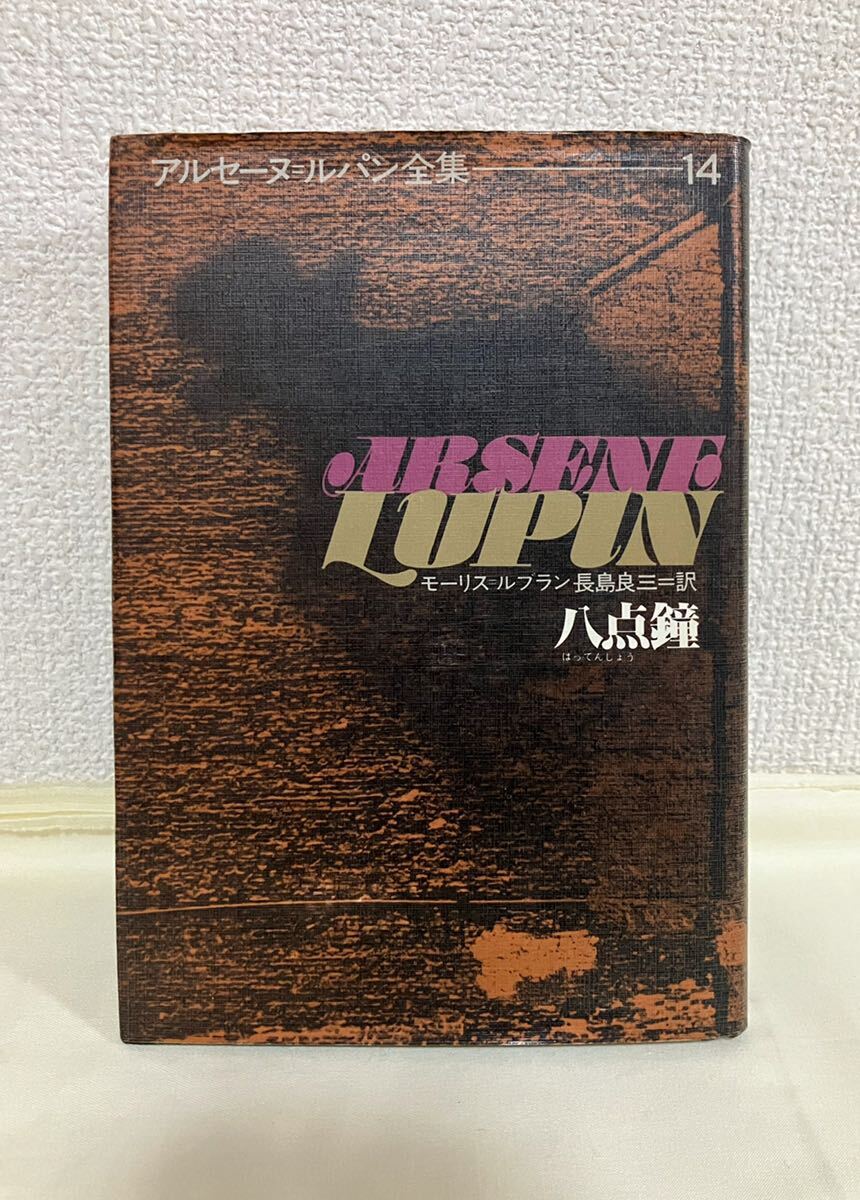 アルセーヌ=ルパン全集――――14
ARSENE
LUPIN
モーリス=ルブラン 長島良三=訳
八点鐘
はってんしょう